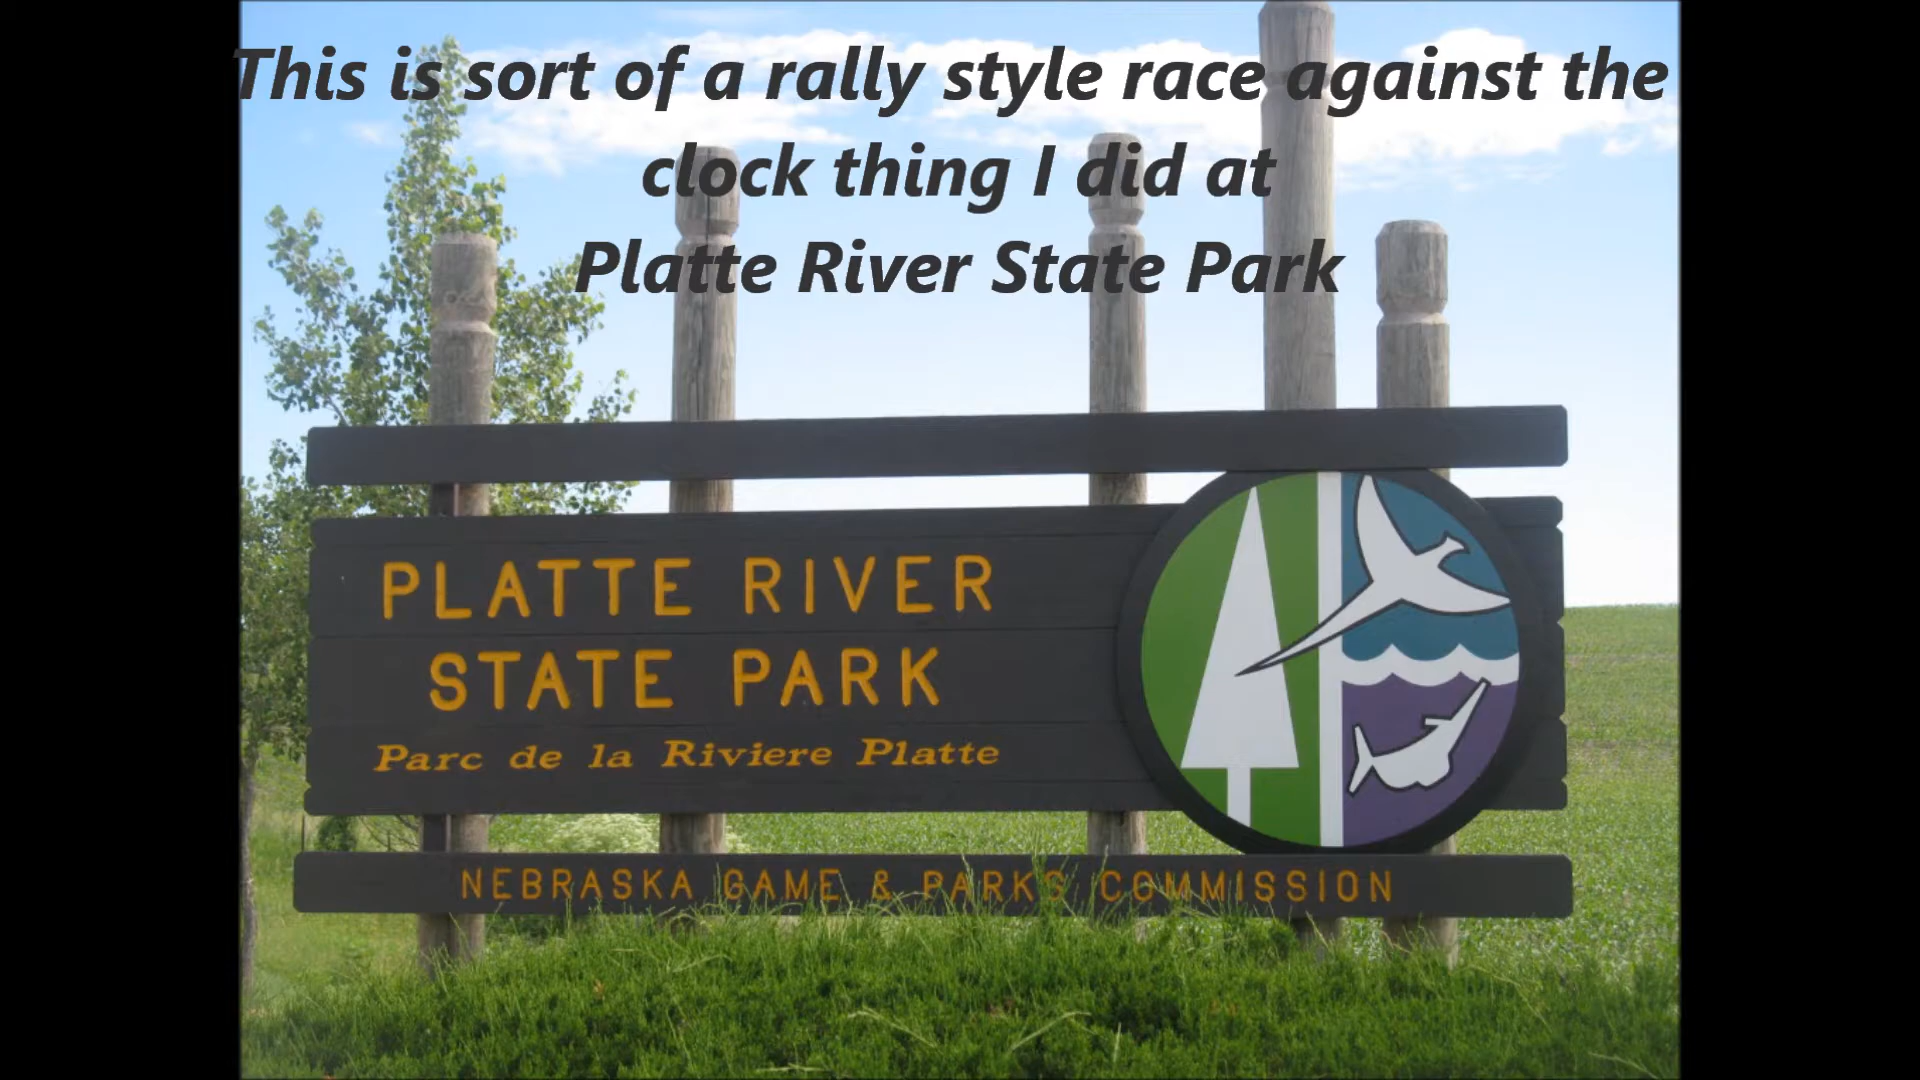 This is sort of a rally style race against the
clock thing I did at
Platte River State Park
PLATTE RIVER
STATE PARK
Parc de la Riviere Platte
NEBRASKA GAME & PARKS COMMISSION